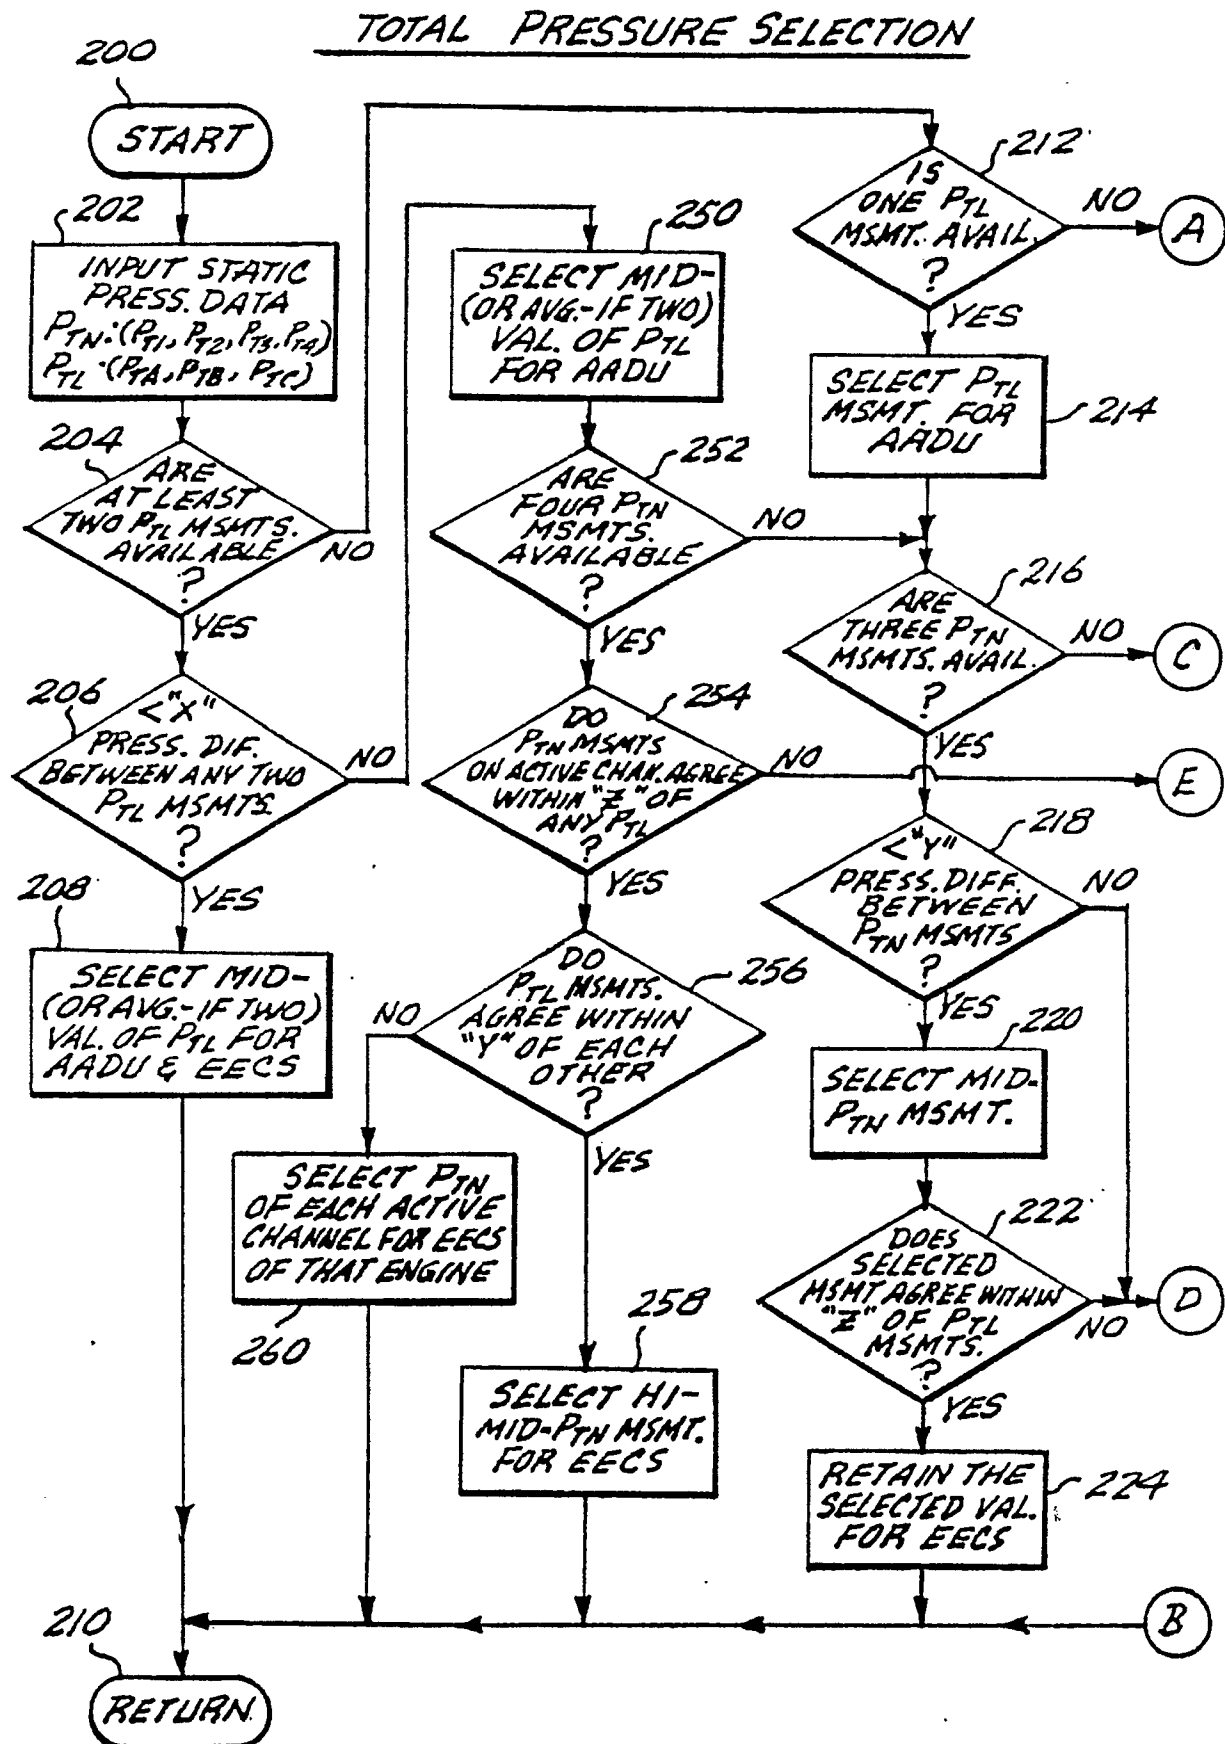 TOTAL PRESSURE SELECTION
200
START
202
INPUT STATIC
PRESS. DATA
PTN:(PT1, PT2, PT3, PT4)
PTL:(PTA, PTB, PTC)
204
ARE
AT LEAST
TWO PTL MSMTS.
AVAILABLE
?
NO
YES
206
<"X"
PRESS. DIF.
BETWEEN ANY TWO
PTL MSMTS.
?
NO
YES
208
SELECT MID-
(OR AVG.-IF TWO)
VAL. OF PTL FOR
AADU & EECS
210
RETURN
250
SELECT MID-
(OR AVG.-IF TWO)
VAL. OF PTL
FOR AADU
252
ARE
FOUR PTN
MSMTS.
AVAILABLE
?
NO
YES
254
DO
PTN MSMTS
ON ACTIVE CHAN. AGREE
WITHIN "Z" OF
ANY PTL
?
NO
YES
256
DO
PTL MSMTS.
AGREE WITHIN
"Y" OF EACH
OTHER
?
NO
YES
SELECT PTN
OF EACH ACTIVE
CHANNEL FOR EECS
OF THAT ENGINE
260
258
SELECT HI-
MID-PTN MSMT.
FOR EECS
212
IS
ONE PTL
MSMT. AVAIL.
?
NO
A
YES
SELECT PTL
MSMT. FOR
AADU
214
216
ARE
THREE PTN
MSMTS. AVAIL.
?
NO
C
YES
E
218
<"Y"
PRESS. DIFF.
BETWEEN
PTN MSMTS
?
NO
YES
220
SELECT MID-
PTN MSMT.
222
DOES
SELECTED
MSMT AGREE WITHIN
"Z" OF PTL
MSMTS.
?
NO
D
YES
RETAIN THE
SELECTED VAL.
FOR EECS
224
B